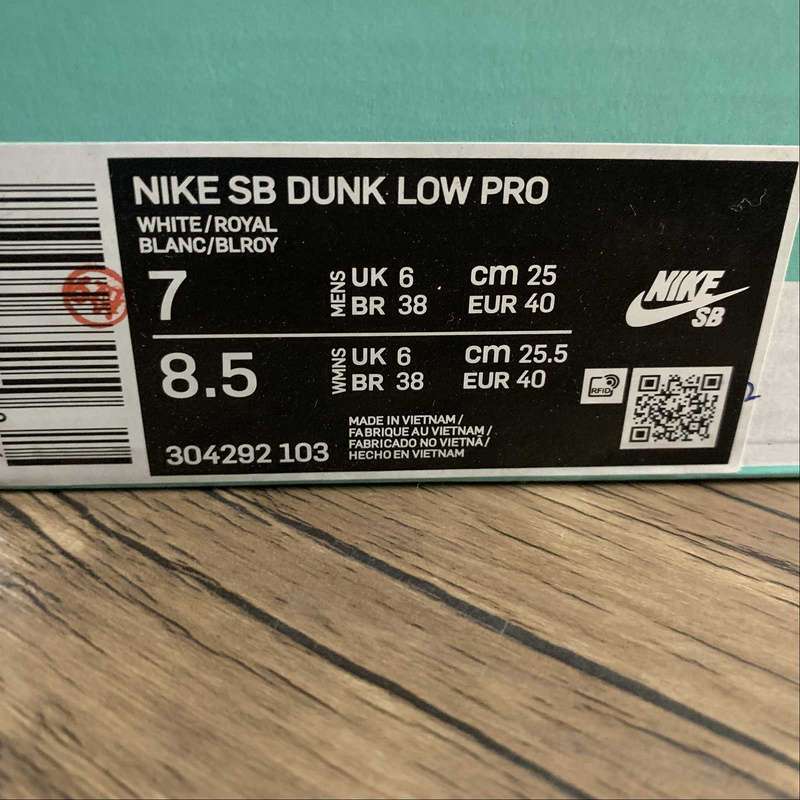 NIKE SB DUNK LOW PRO
WHITE/ROYAL
BLANC/BLROY
7
MENS
UK 6 cm 25
BR 38 EUR 40
NIKE
SB
8.5
WMNS
UK 6 cm 25.5
BR 38 EUR 40
RFID
304292 103
MADE IN VIETNAM /
FABRIQUE AU VIETNAM /
FABRICADO NO VIETNÃ /
HECHO EN VIETNAM